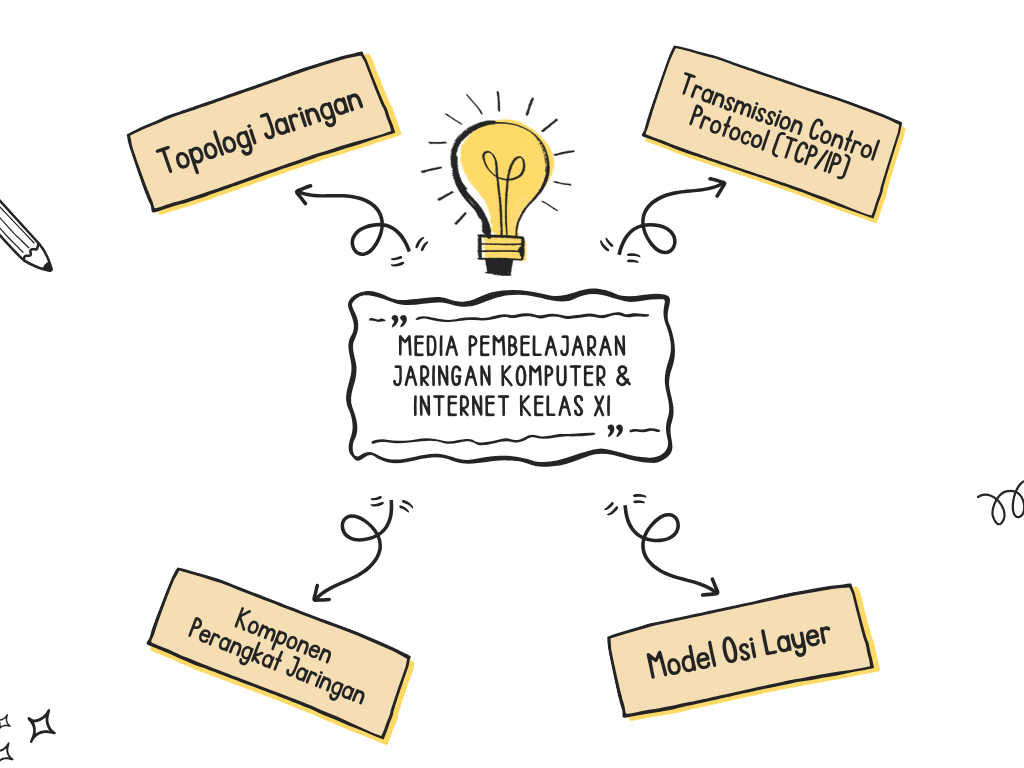 Topologi Jaringan
Transmission Control
Protocol (TCP/IP)
MEDIA PEMBELAJARAN
JARINGAN KOMPUTER &
INTERNET KELAS XI
Komponen
Perangkat Jaringan
Model Osi Layer